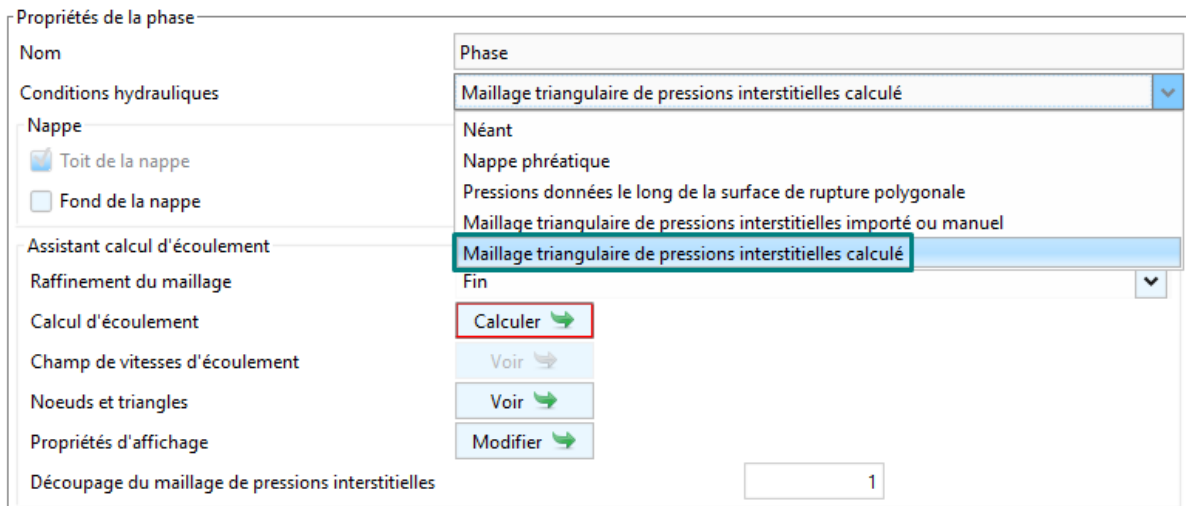 Propriétés de la phase
Nom Phase
Conditions hydrauliques Maillage triangulaire de pressions interstitielles calculé
Nappe Néant
Toit de la nappe Nappe phréatique
Fond de la nappe Pressions données le long de la surface de rupture polygonale
Maillage triangulaire de pressions interstitielles importé ou manuel
Assistant calcul d'écoulement Maillage triangulaire de pressions interstitielles calculé
Raffinement du maillage Fin
Calcul d'écoulement Calculer
Champ de vitesses d'écoulement Voir
Noeuds et triangles Voir
Propriétés d'affichage Modifier
Découpage du maillage de pressions interstitielles 1